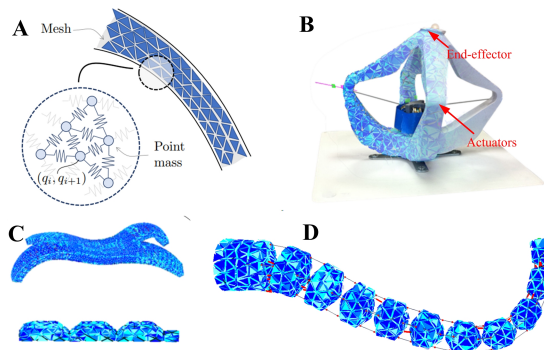 A
Mesh
Point
mass
(q_i, q_{i+1})
B
End-effector
Actuators
C
D